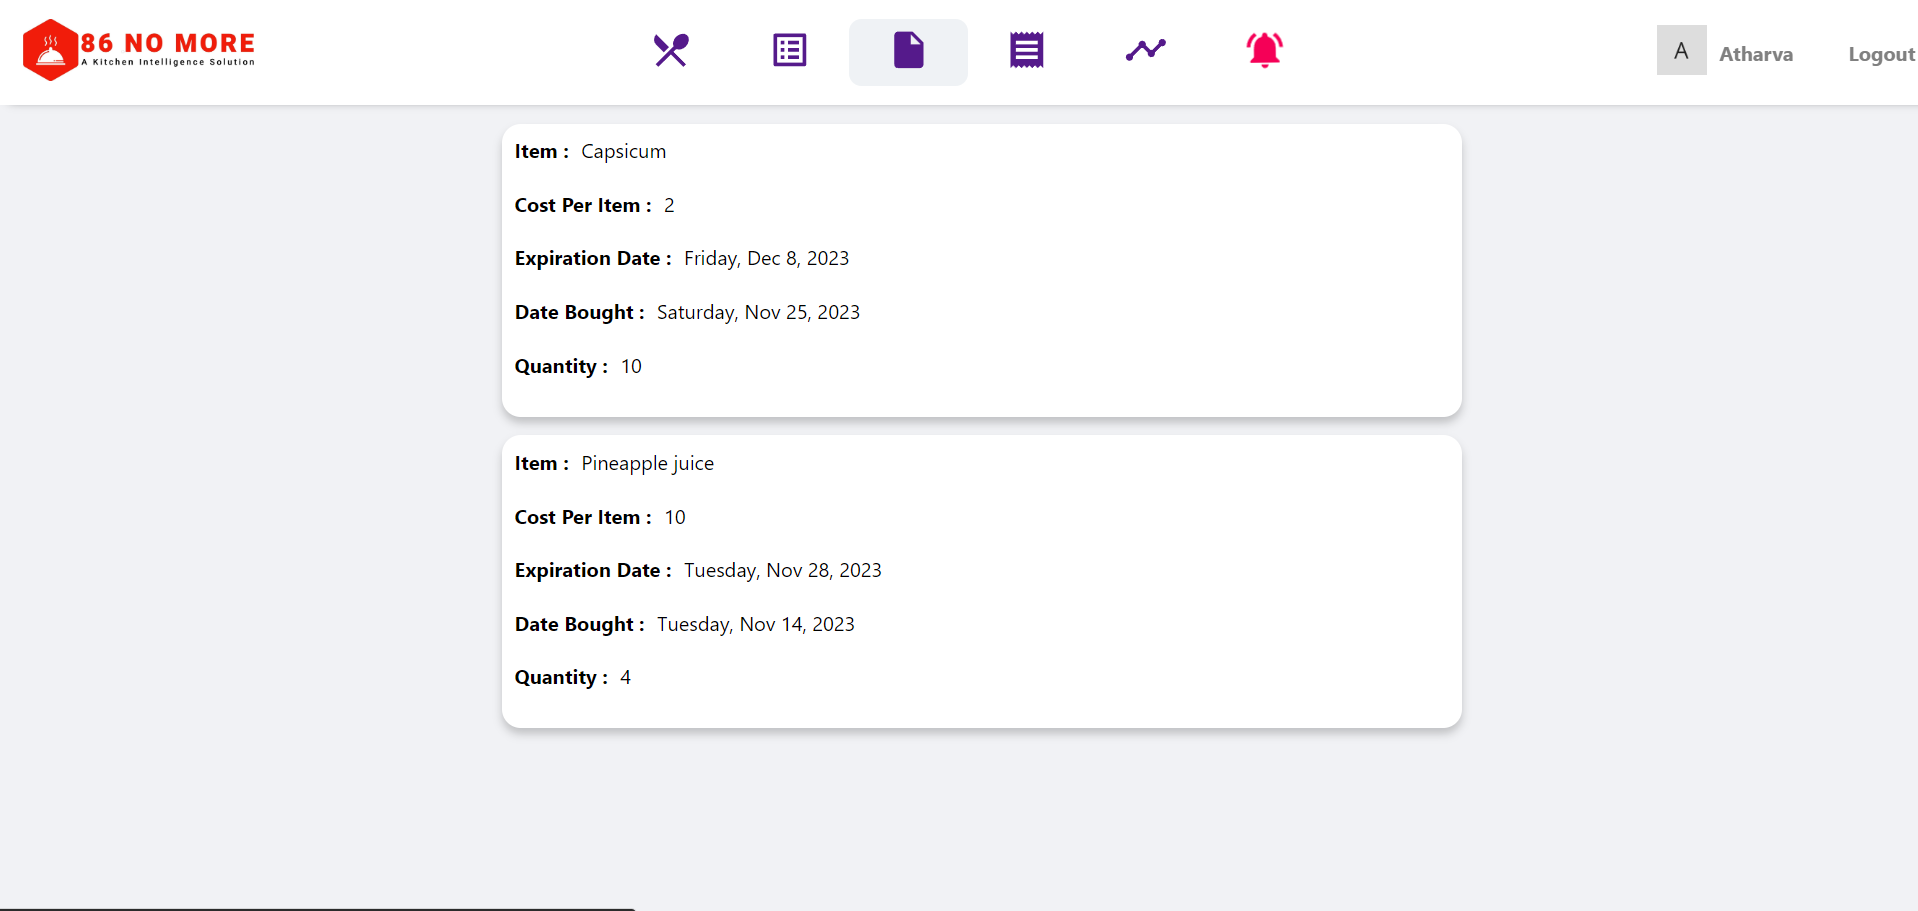 86 NO MORE
A Kitchen Intelligence Solution
A
Atharva
Logout
Item : Capsicum
Cost Per Item : 2
Expiration Date : Friday, Dec 8, 2023
Date Bought : Saturday, Nov 25, 2023
Quantity : 10
Item : Pineapple juice
Cost Per Item : 10
Expiration Date : Tuesday, Nov 28, 2023
Date Bought : Tuesday, Nov 14, 2023
Quantity : 4